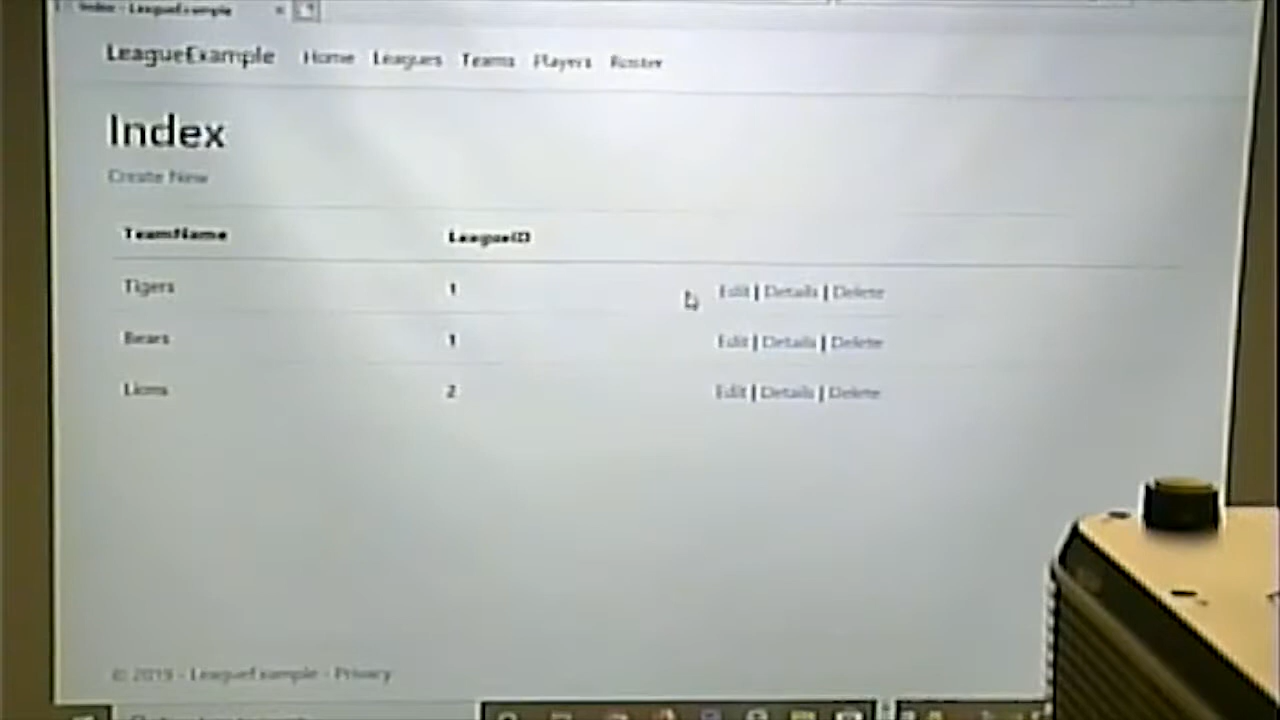 Index - LeagueExample
LeagueExample Home Leagues Teams Players Roster
Index
Create New
TeamName LeagueID
Tigers 1 Edit | Details | Delete
Bears 1 Edit | Details | Delete
Lions 2 Edit | Details | Delete
© 2019 - LeagueExample - Privacy